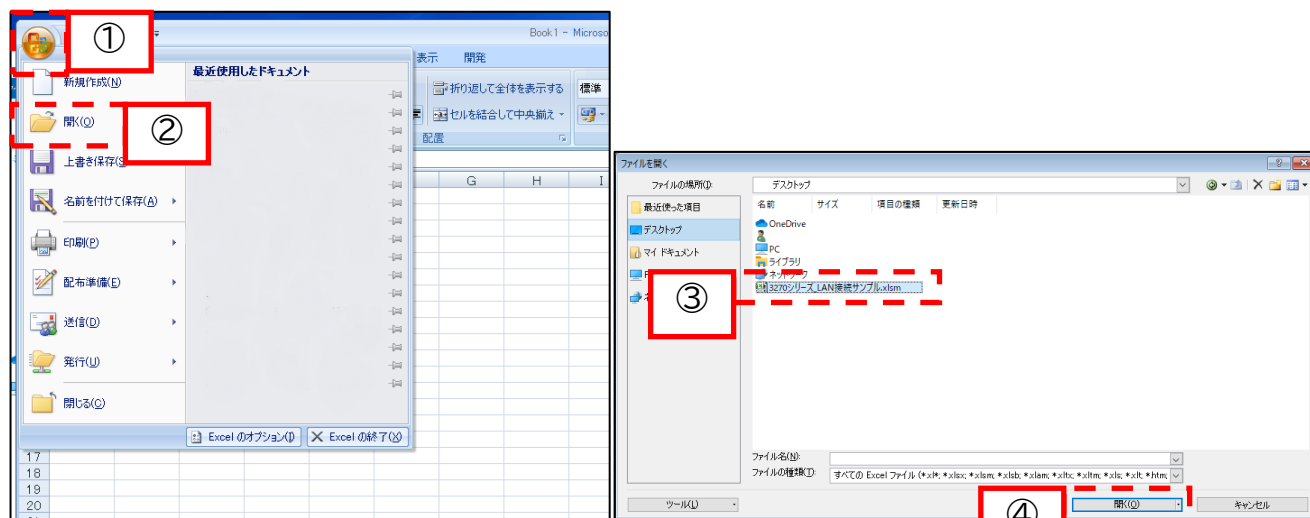 ①
Book1 - Microso
表示 開発
新規作成(N)
最近使用したドキュメント
折り返して全体を表示する 標準
開く(O)
②
セルを結合して中央揃え
配置
上書き保存(S
G H I
名前を付けて保存(A)
印刷(P)
配布準備(E)
送信(D)
発行(U)
閉じる(C)
Excel のオプション(I) Excel の終了(X)
17
18
19
20
ファイルを開く
ファイルの場所(I): デスクトップ
最近使った項目
デスクトップ
マイ ドキュメント
名前 サイズ 項目の種類 更新日時
OneDrive
PC
ライブラリ
ネットワーク
3270シリーズ_LAN接続サンプル.xlsm
③
ファイル名(N):
ファイルの種類(T): すべての Excel ファイル (*.xl*; *.xlsx; *.xlsm; *.xlsb; *.xlam; *.xltx; *.xltm; *.xls; *.xlt; *.htm;
ツール(L) 開く(O) キャンセル
④